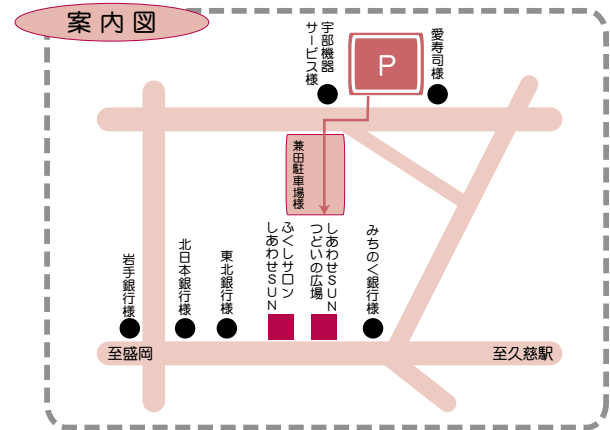 案内図
宇部機器
サービス様
P
愛寿司様
兼田駐車場様
岩手銀行様
北日本銀行様
東北銀行様
ふくしサロン
しあわせSUN
しあわせSUN
つどいの広場
みちのく銀行様
至盛岡
至久慈駅